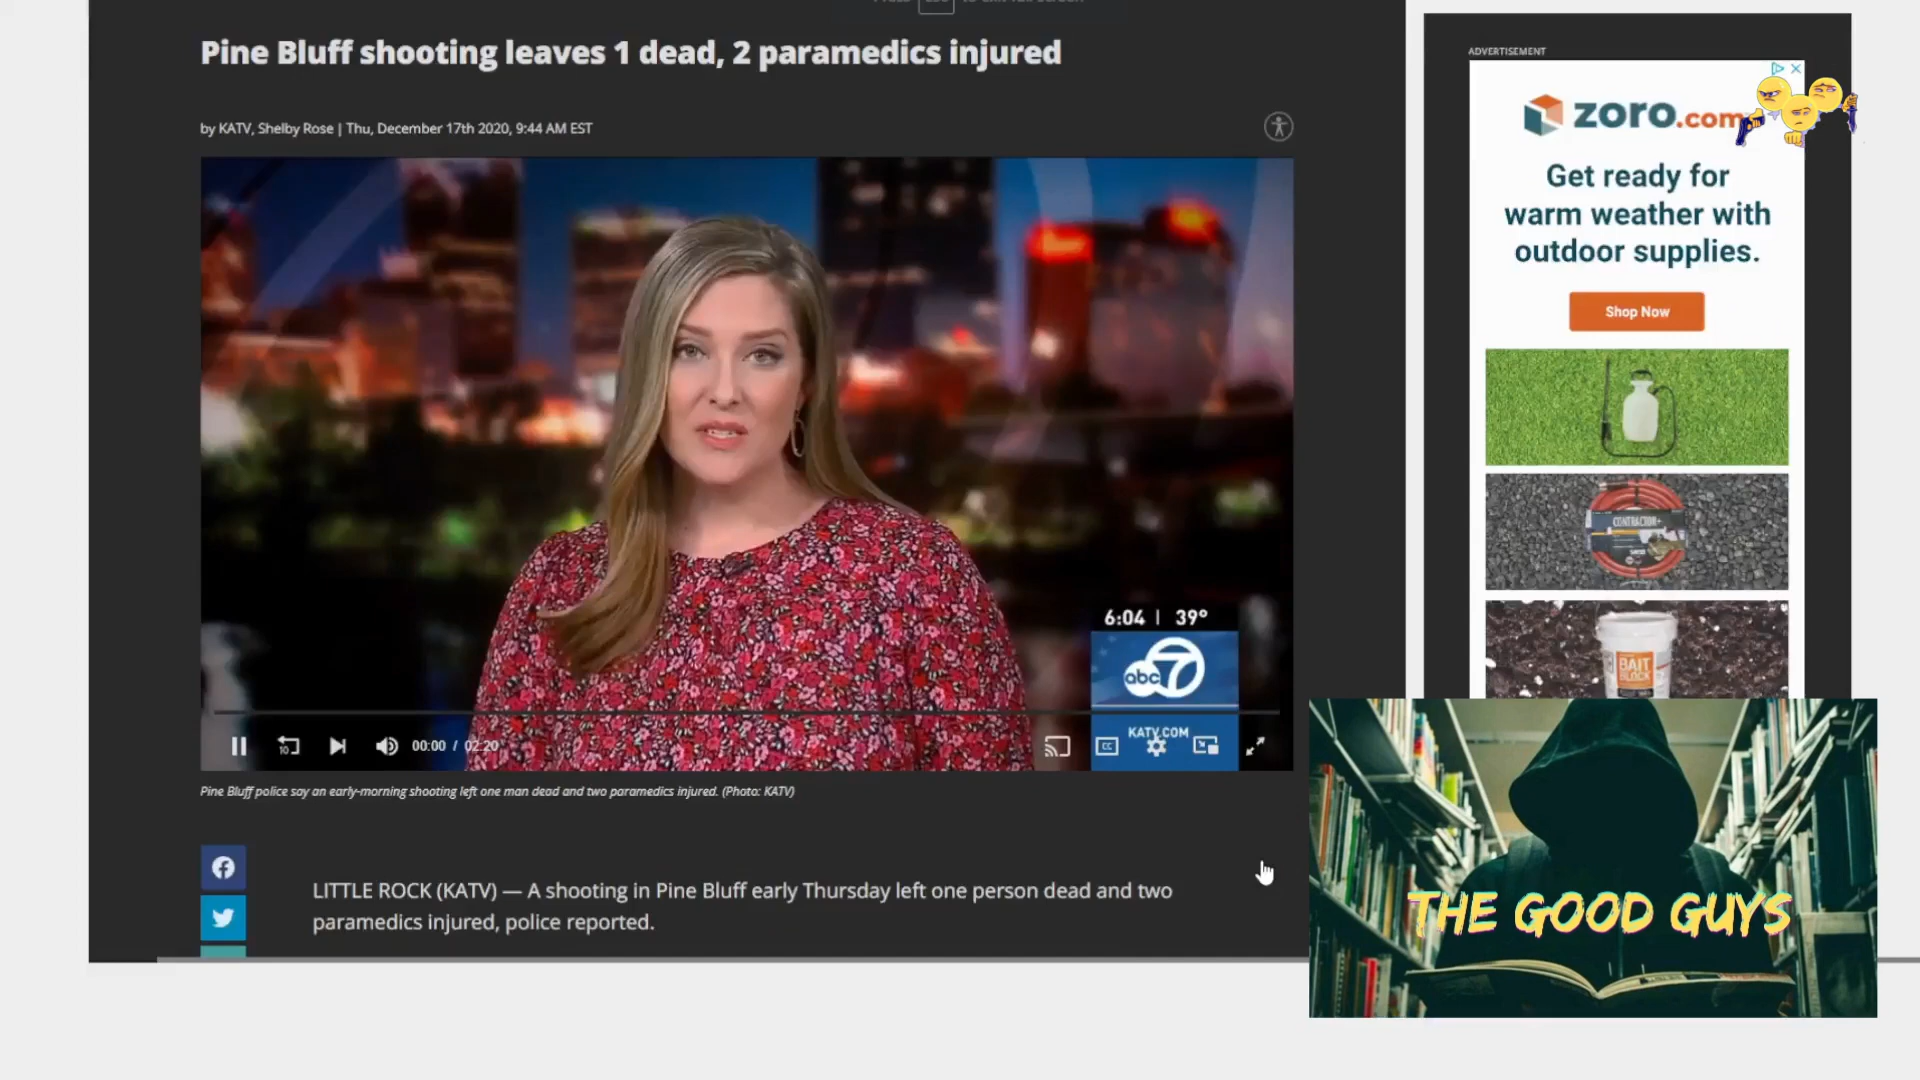 Pine Bluff shooting leaves 1 dead, 2 paramedics injured
by KATV, Shelby Rose | Thu, December 17th 2020, 9:44 AM EST
ADVERTISEMENT
zoro.com
Get ready for
warm weather with
outdoor supplies.
Shop Now
CONTRACTOR+
BAIT
BLOCK
6:04 | 39°
abc 7
KATV.COM
10
00:00 / 02:20
CC
Pine Bluff police say an early-morning shooting left one man dead and two paramedics injured. (Photo: KATV)
LITTLE ROCK (KATV) — A shooting in Pine Bluff early Thursday left one person dead and two
paramedics injured, police reported.
THE GOOD GUYS